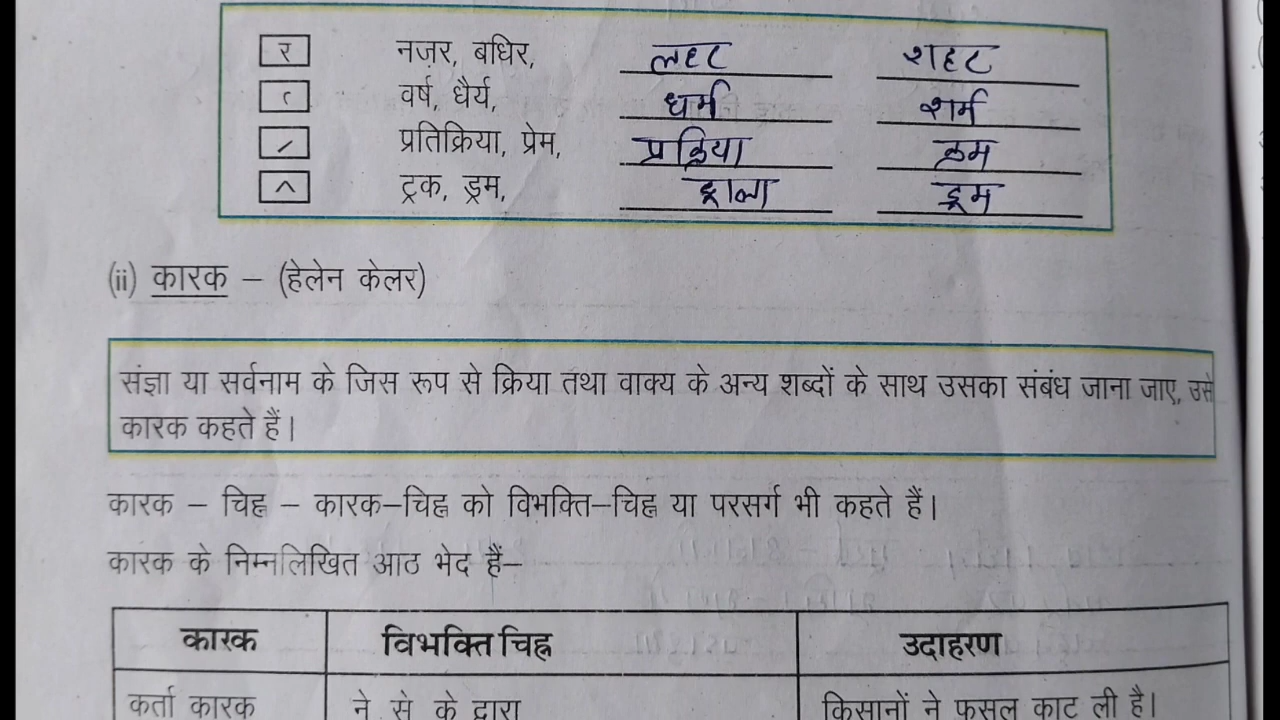 र नज़र, बधिर, लहर शहर
र् वर्ष, धैर्य, धर्म शर्म
प्रतिक्रिया, प्रेम, प्रक्रिया क्रम
ट्रक, ड्रम, ड्रामा ड्रम
(ii) कारक – (हेलेन केलर)
संज्ञा या सर्वनाम के जिस रूप से क्रिया तथा वाक्य के अन्य शब्दों के साथ उसका संबंध जाना जाए, उसे
कारक कहते हैं।
कारक – चिह्न – कारक–चिह्न को विभक्ति–चिह्न या परसर्ग भी कहते हैं।
कारक के निम्नलिखित आठ भेद हैं–
कारक विभक्ति चिह्न उदाहरण
कर्ता कारक ने, से, के द्वारा किसानों ने फसल काट ली है।